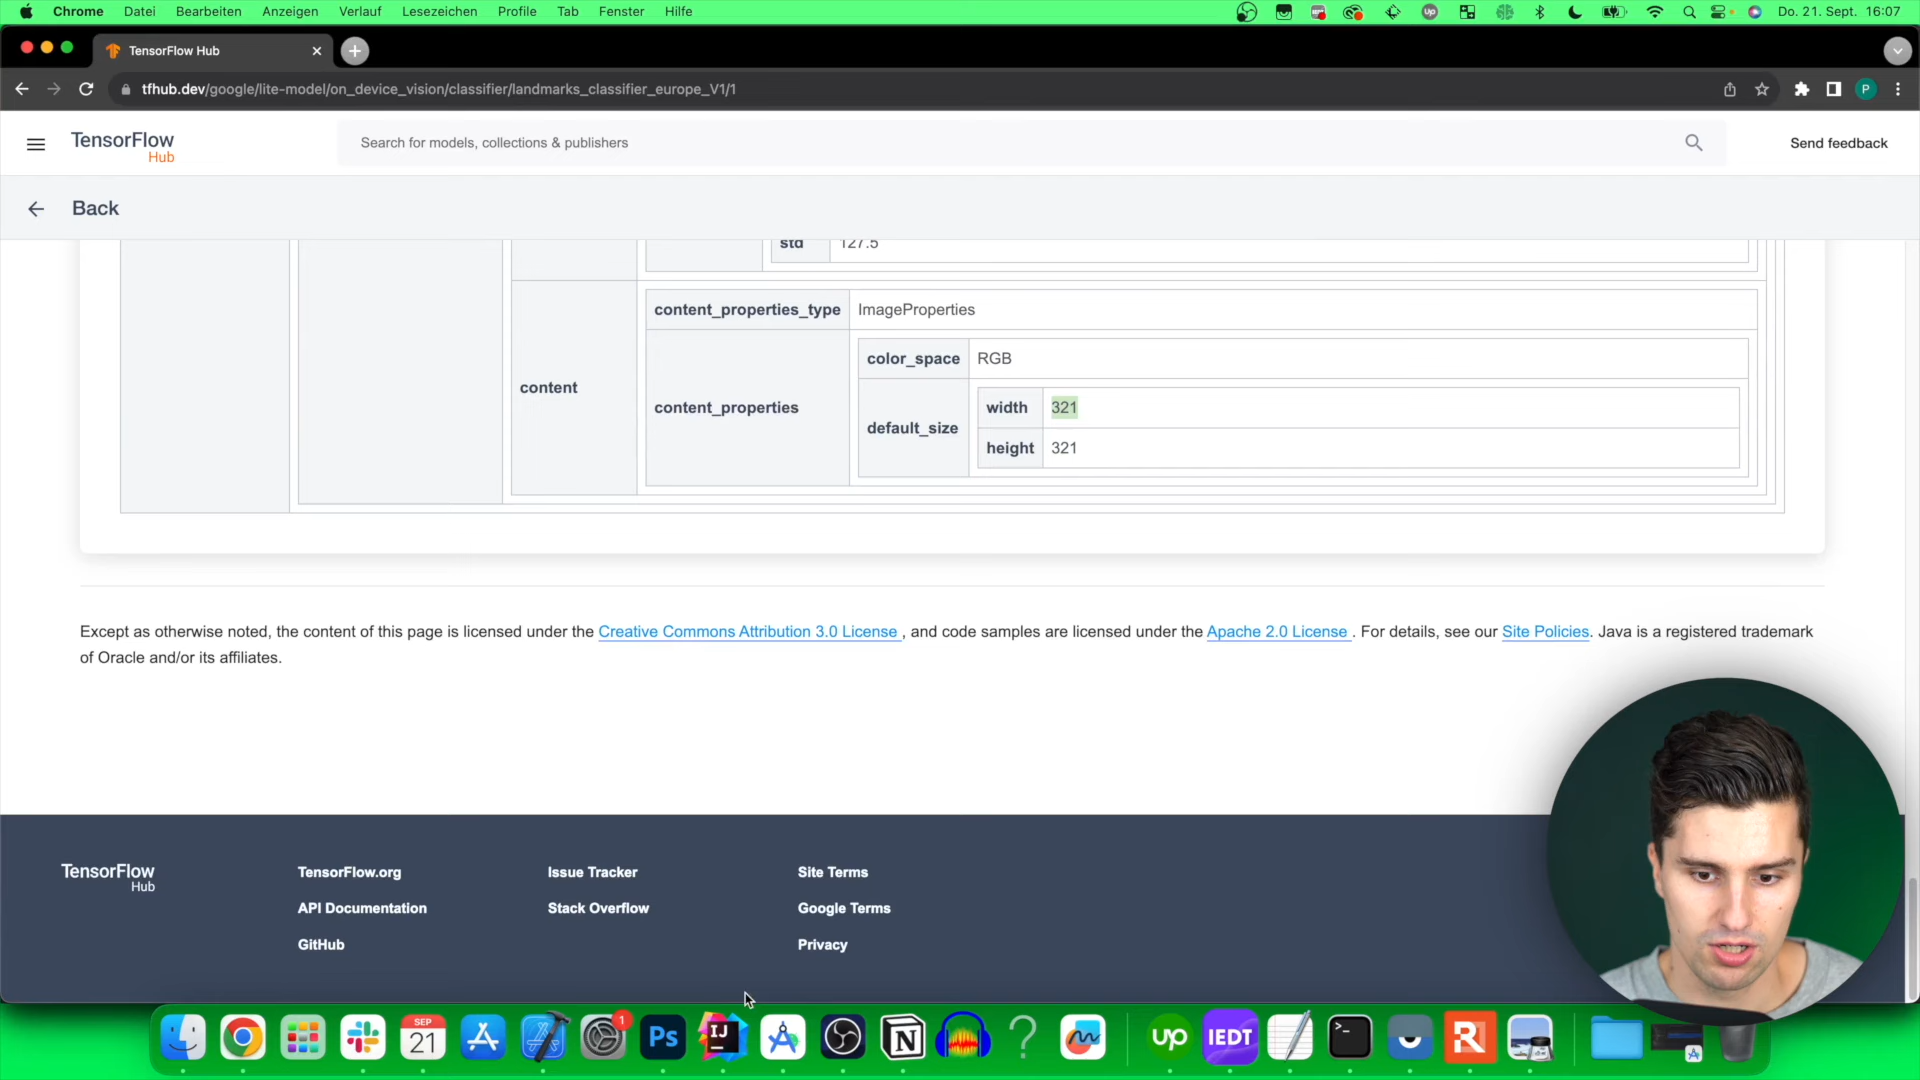 Chrome Datei Bearbeiten Anzeigen Verlauf Lesezeichen Profile Tab Fenster Hilfe Do. 21. Sept. 16:07
TensorFlow Hub
tfhub.dev/google/lite-model/on_device_vision/classifier/landmarks_classifier_europe_V1/1
P
TensorFlow
Hub
Search for models, collections & publishers
Send feedback
Back
std 127.5
content_properties_type ImageProperties
color_space RGB
content
content_properties
width 321
default_size
height 321
Except as otherwise noted, the content of this page is licensed under the Creative Commons Attribution 3.0 License , and code samples are licensed under the Apache 2.0 License . For details, see our Site Policies. Java is a registered trademark
of Oracle and/or its affiliates.
TensorFlow
Hub
TensorFlow.org Issue Tracker Site Terms
API Documentation Stack Overflow Google Terms
GitHub Privacy
SEP
21
1
Ps
IJ
up
IEDT